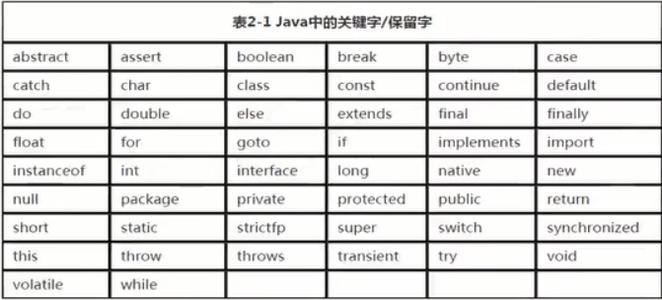 表2-1 Java中的关键字/保留字
abstract assert boolean break byte case
catch char class const continue default
do double else extends final finally
float for goto if implements import
instanceof int interface long native new
null package private protected public return
short static strictfp super switch synchronized
this throw throws transient try void
volatile while